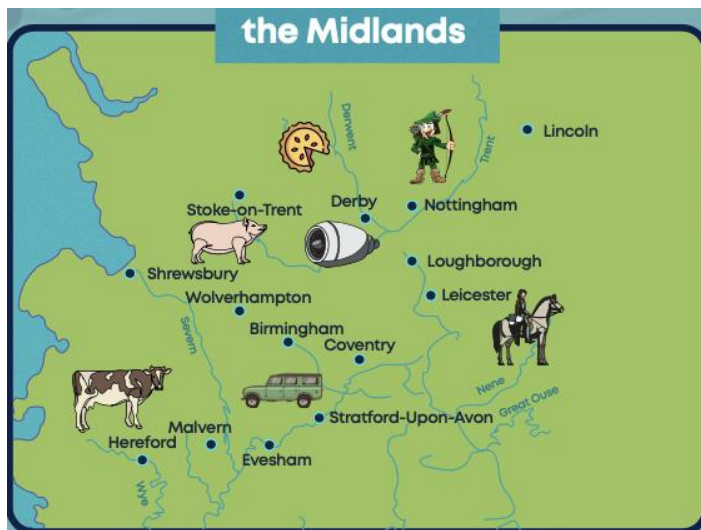 the Midlands
Derwent
Trent
Lincoln
Stoke-on-Trent
Derby
Nottingham
Shrewsbury
Loughborough
Wolverhampton
Leicester
Severn
Birmingham
Coventry
Nene
Great Ouse
Malvern
Stratford-Upon-Avon
Hereford
Evesham
Wye